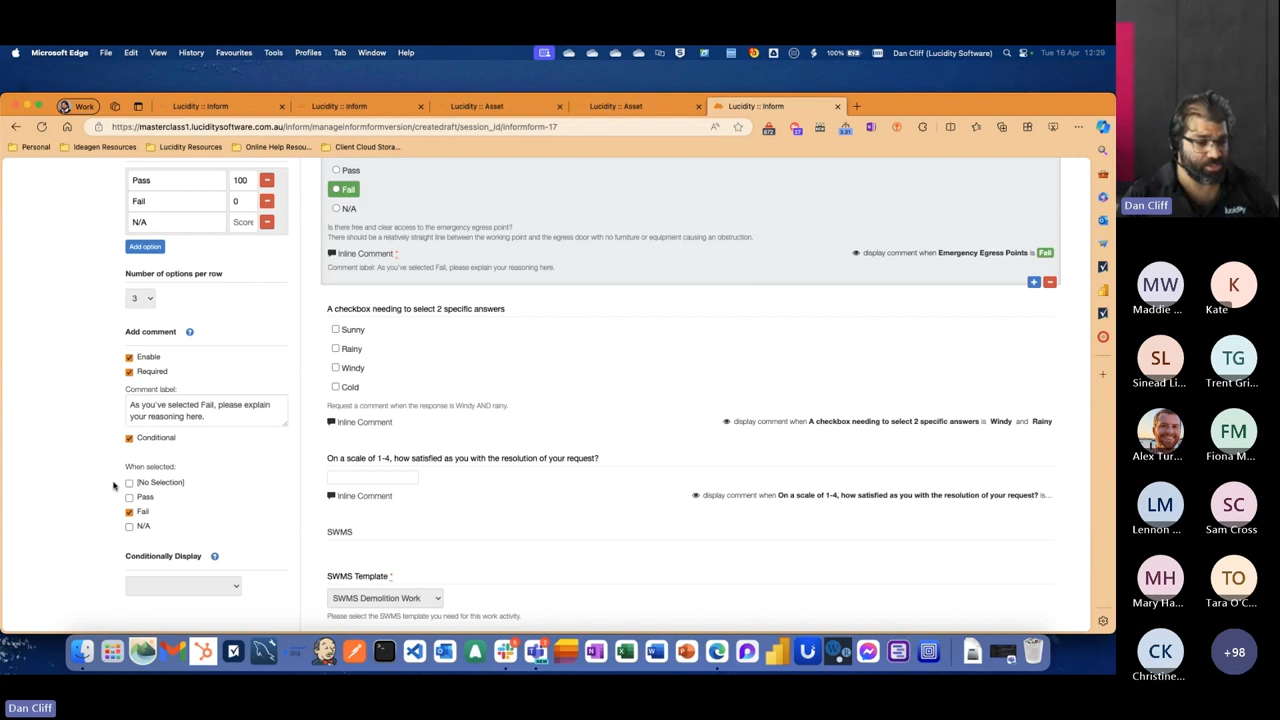 Microsoft Edge File Edit View History Favourites Tools Profiles Tab Window Help
100% Dan Cliff (Lucidity Software) Tue 16 Apr 12:29
Work Lucidity :: Inform Lucidity :: Inform Lucidity :: Asset Lucidity :: Asset Lucidity :: Inform
https://masterclass1.luciditysoftware.com.au/inform/manageinformformversion/createdraft/session_id/informform-17
Personal Ideagen Resources Lucidity Resources Online Help Resou... Client Cloud Stora...
Pass 100
Fail 0
N/A Score
Add option
Number of options per row
3
Add comment
Enable
Required
Comment label:
As you've selected Fail, please explain
your reasoning here.
Conditional
When selected:
[No Selection]
Pass
Fail
N/A
Conditionally Display
Pass
Fail
N/A
Is there free and clear access to the emergency egress point?
There should be a relatively straight line between the working point and the egress door with no furniture or equipment causing an obstruction.
Inline Comment * display comment when Emergency Egress Points is Fail
Comment label: As you've selected Fail, please explain your reasoning here.
A checkbox needing to select 2 specific answers
Sunny
Rainy
Windy
Cold
Request a comment when the response is Windy AND rainy.
Inline Comment display comment when A checkbox needing to select 2 specific answers is Windy and Rainy
On a scale of 1-4, how satisfied as you with the resolution of your request?
Inline Comment display comment when On a scale of 1-4, how satisfied as you with the resolution of your request? is...
SWMS
SWMS Template *
SWMS Demolition Work
Please select the SWMS template you need for this work activity.
Dan Cliff
lucidity
MW K
Maddie ... Kate
SL TG
Sinead Li... Trent Gri...
FM
Alex Tur... Fiona M...
LM SC
Lennon ... Sam Cross
MH TO
Mary Ha... Tara O'C...
CK +98
Christine...
Dan Cliff